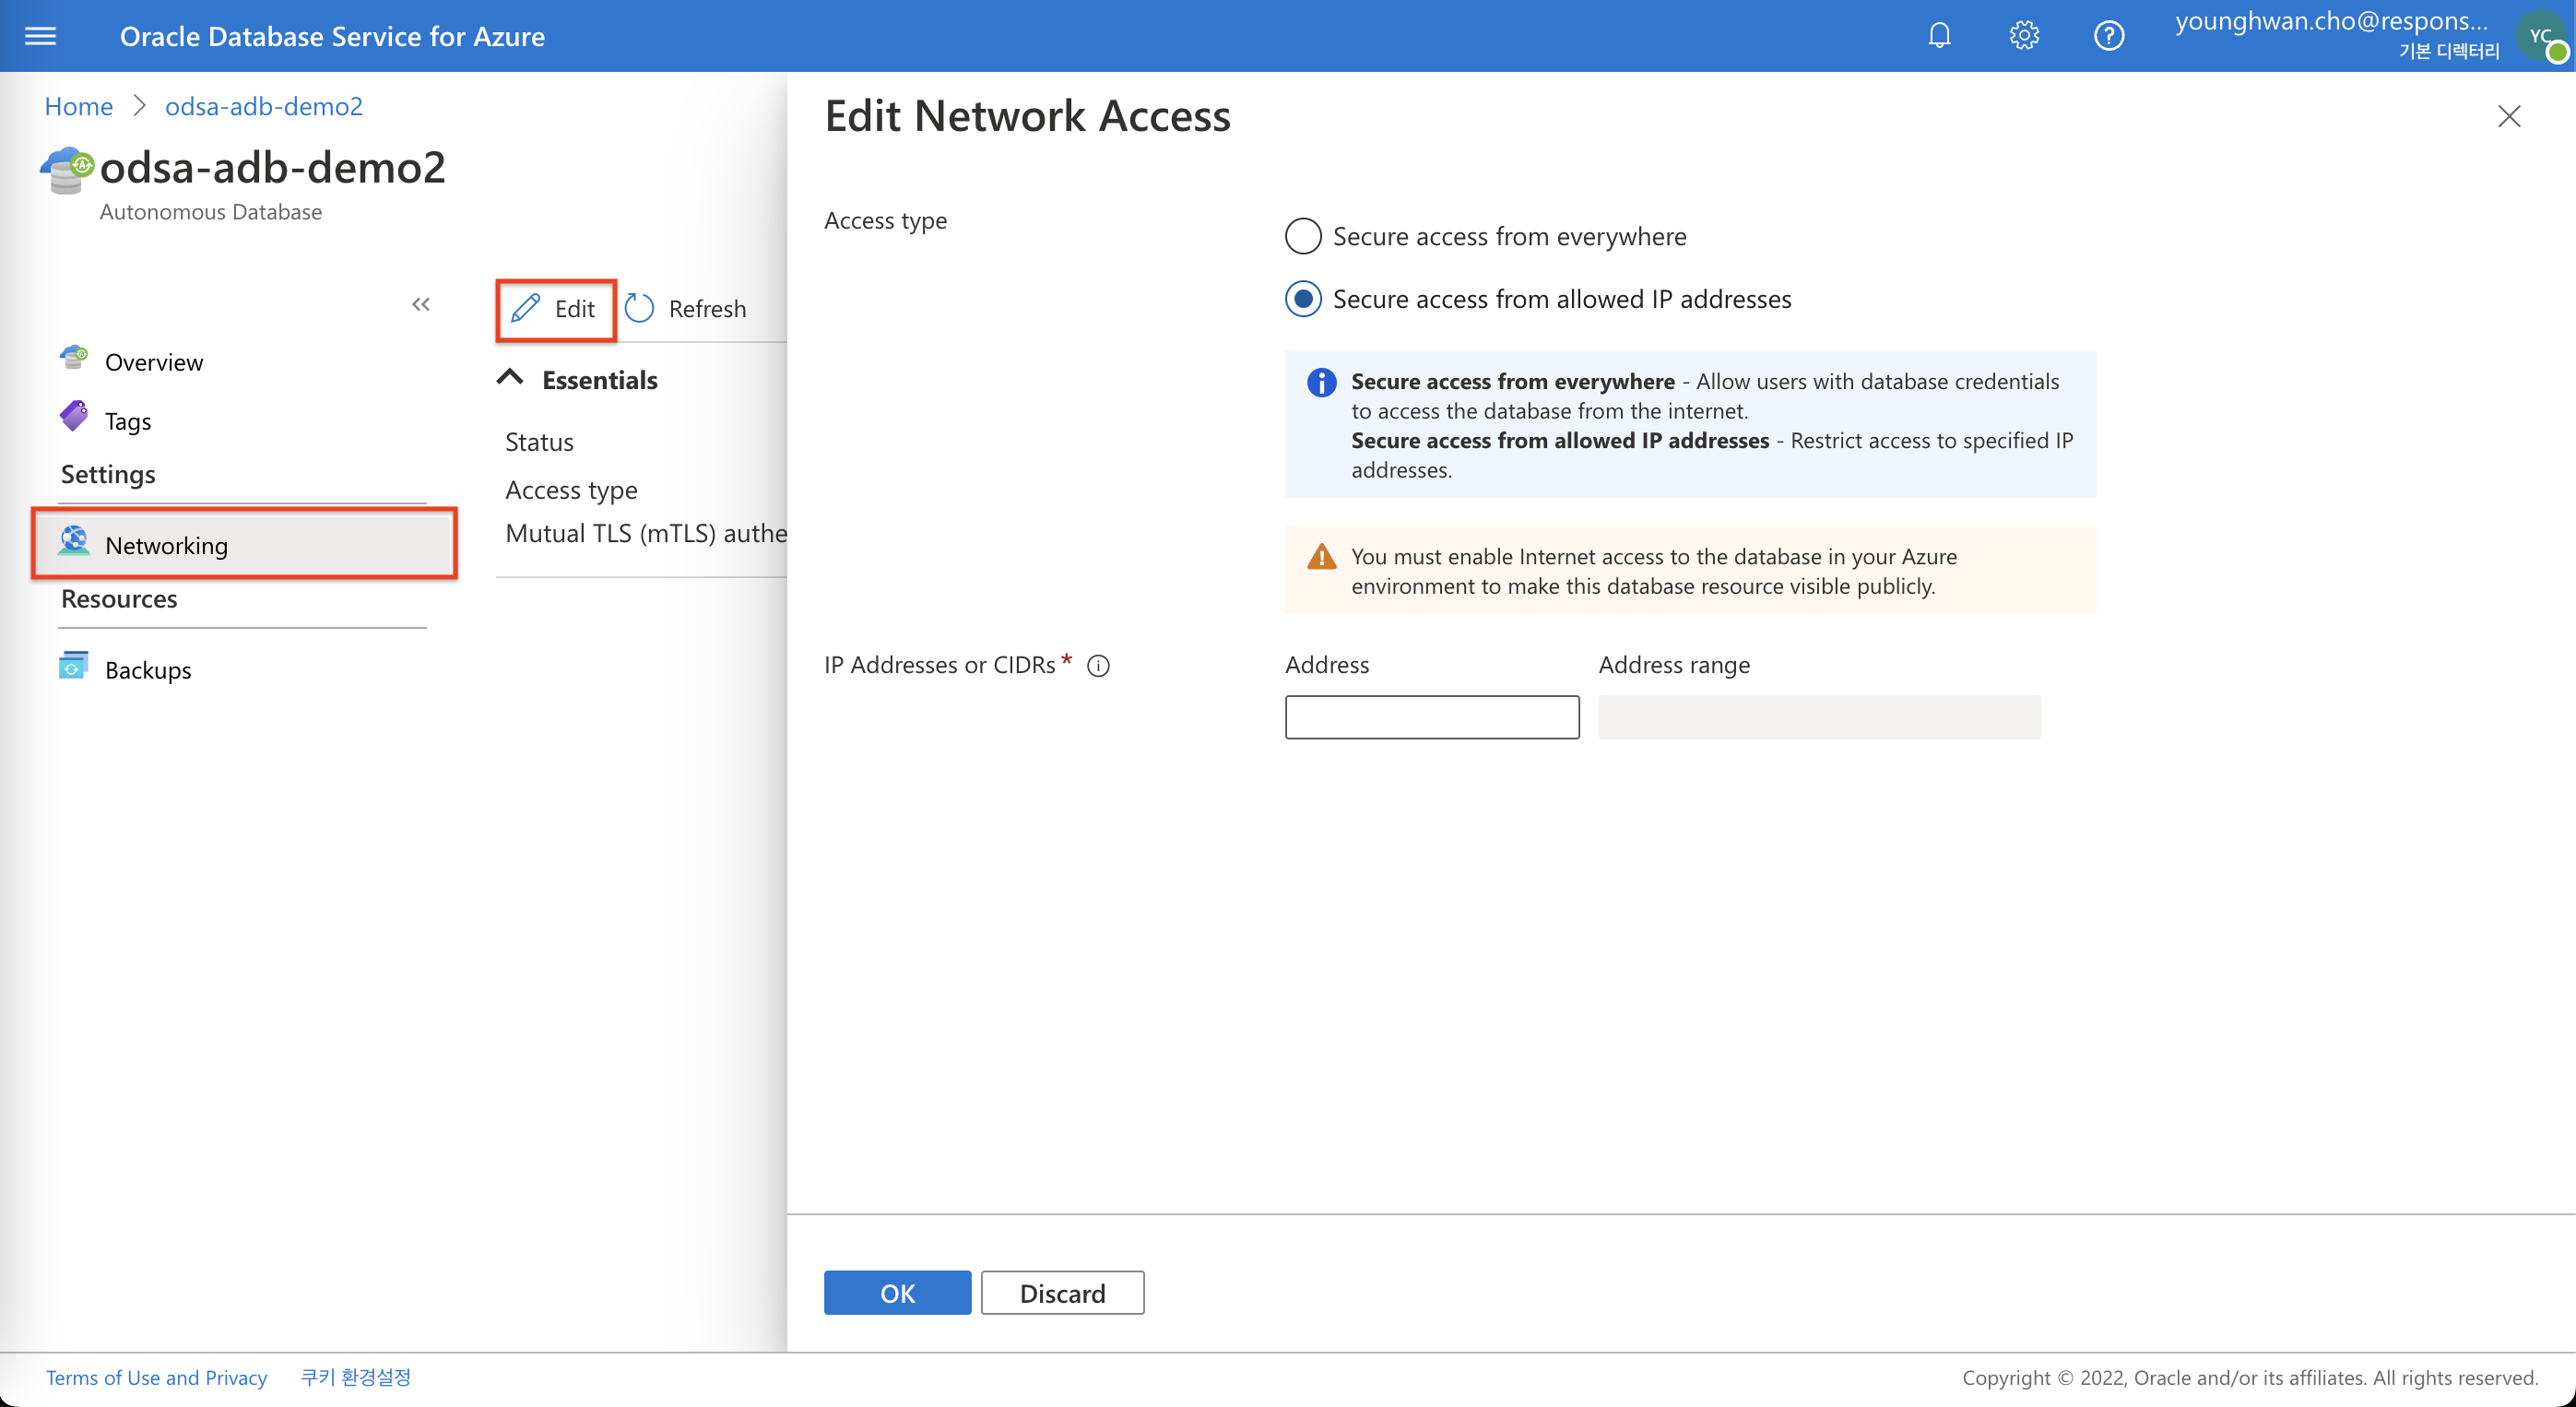 Oracle Database Service for Azure
younghwan.cho@respons...
기본 디렉터리
YC
Home > odsa-adb-demo2
odsa-adb-demo2
Autonomous Database
«
Overview
Tags
Settings
Networking
Resources
Backups
Edit Refresh
Essentials
Status
Access type
Mutual TLS (mTLS) authe
Edit Network Access
Access type
Secure access from everywhere
Secure access from allowed IP addresses
Secure access from everywhere - Allow users with database credentials
to access the database from the internet.
Secure access from allowed IP addresses - Restrict access to specified IP
addresses.
You must enable Internet access to the database in your Azure
environment to make this database resource visible publicly.
IP Addresses or CIDRs *
Address Address range
OK Discard
Terms of Use and Privacy 쿠키 환경설정
Copyright © 2022, Oracle and/or its affiliates. All rights reserved.